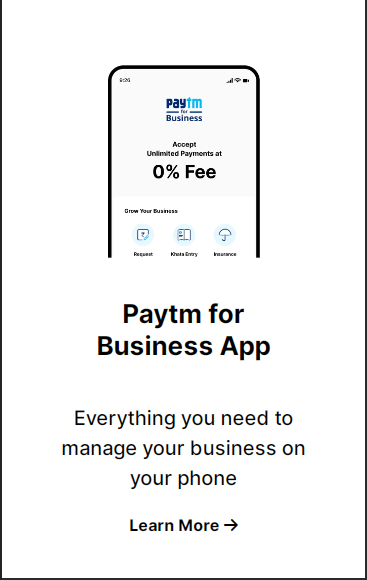 9:26
paytm
for
Business
Accept
Unlimited Payments at
0% Fee
Grow Your Business
Request
Khata Entry
Insurance
Paytm for
Business App
Everything you need to
manage your business on
your phone
Learn More →